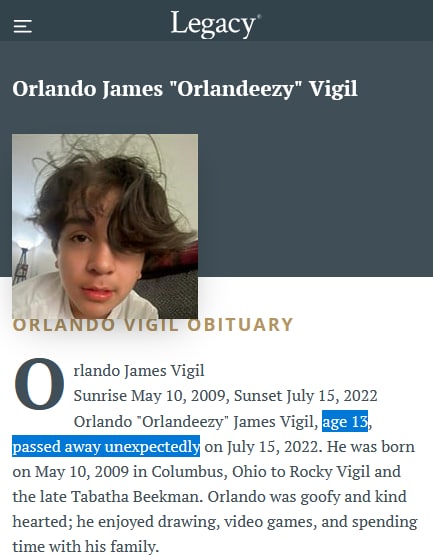 Legacy®
Orlando James "Orlandeezy" Vigil
ORLANDO VIGIL OBITUARY
Orlando James Vigil
Sunrise May 10, 2009, Sunset July 15, 2022
Orlando "Orlandeezy" James Vigil, age 13,
passed away unexpectedly on July 15, 2022. He was born
on May 10, 2009 in Columbus, Ohio to Rocky Vigil and
the late Tabatha Beekman. Orlando was goofy and kind
hearted; he enjoyed drawing, video games, and spending
time with his family.